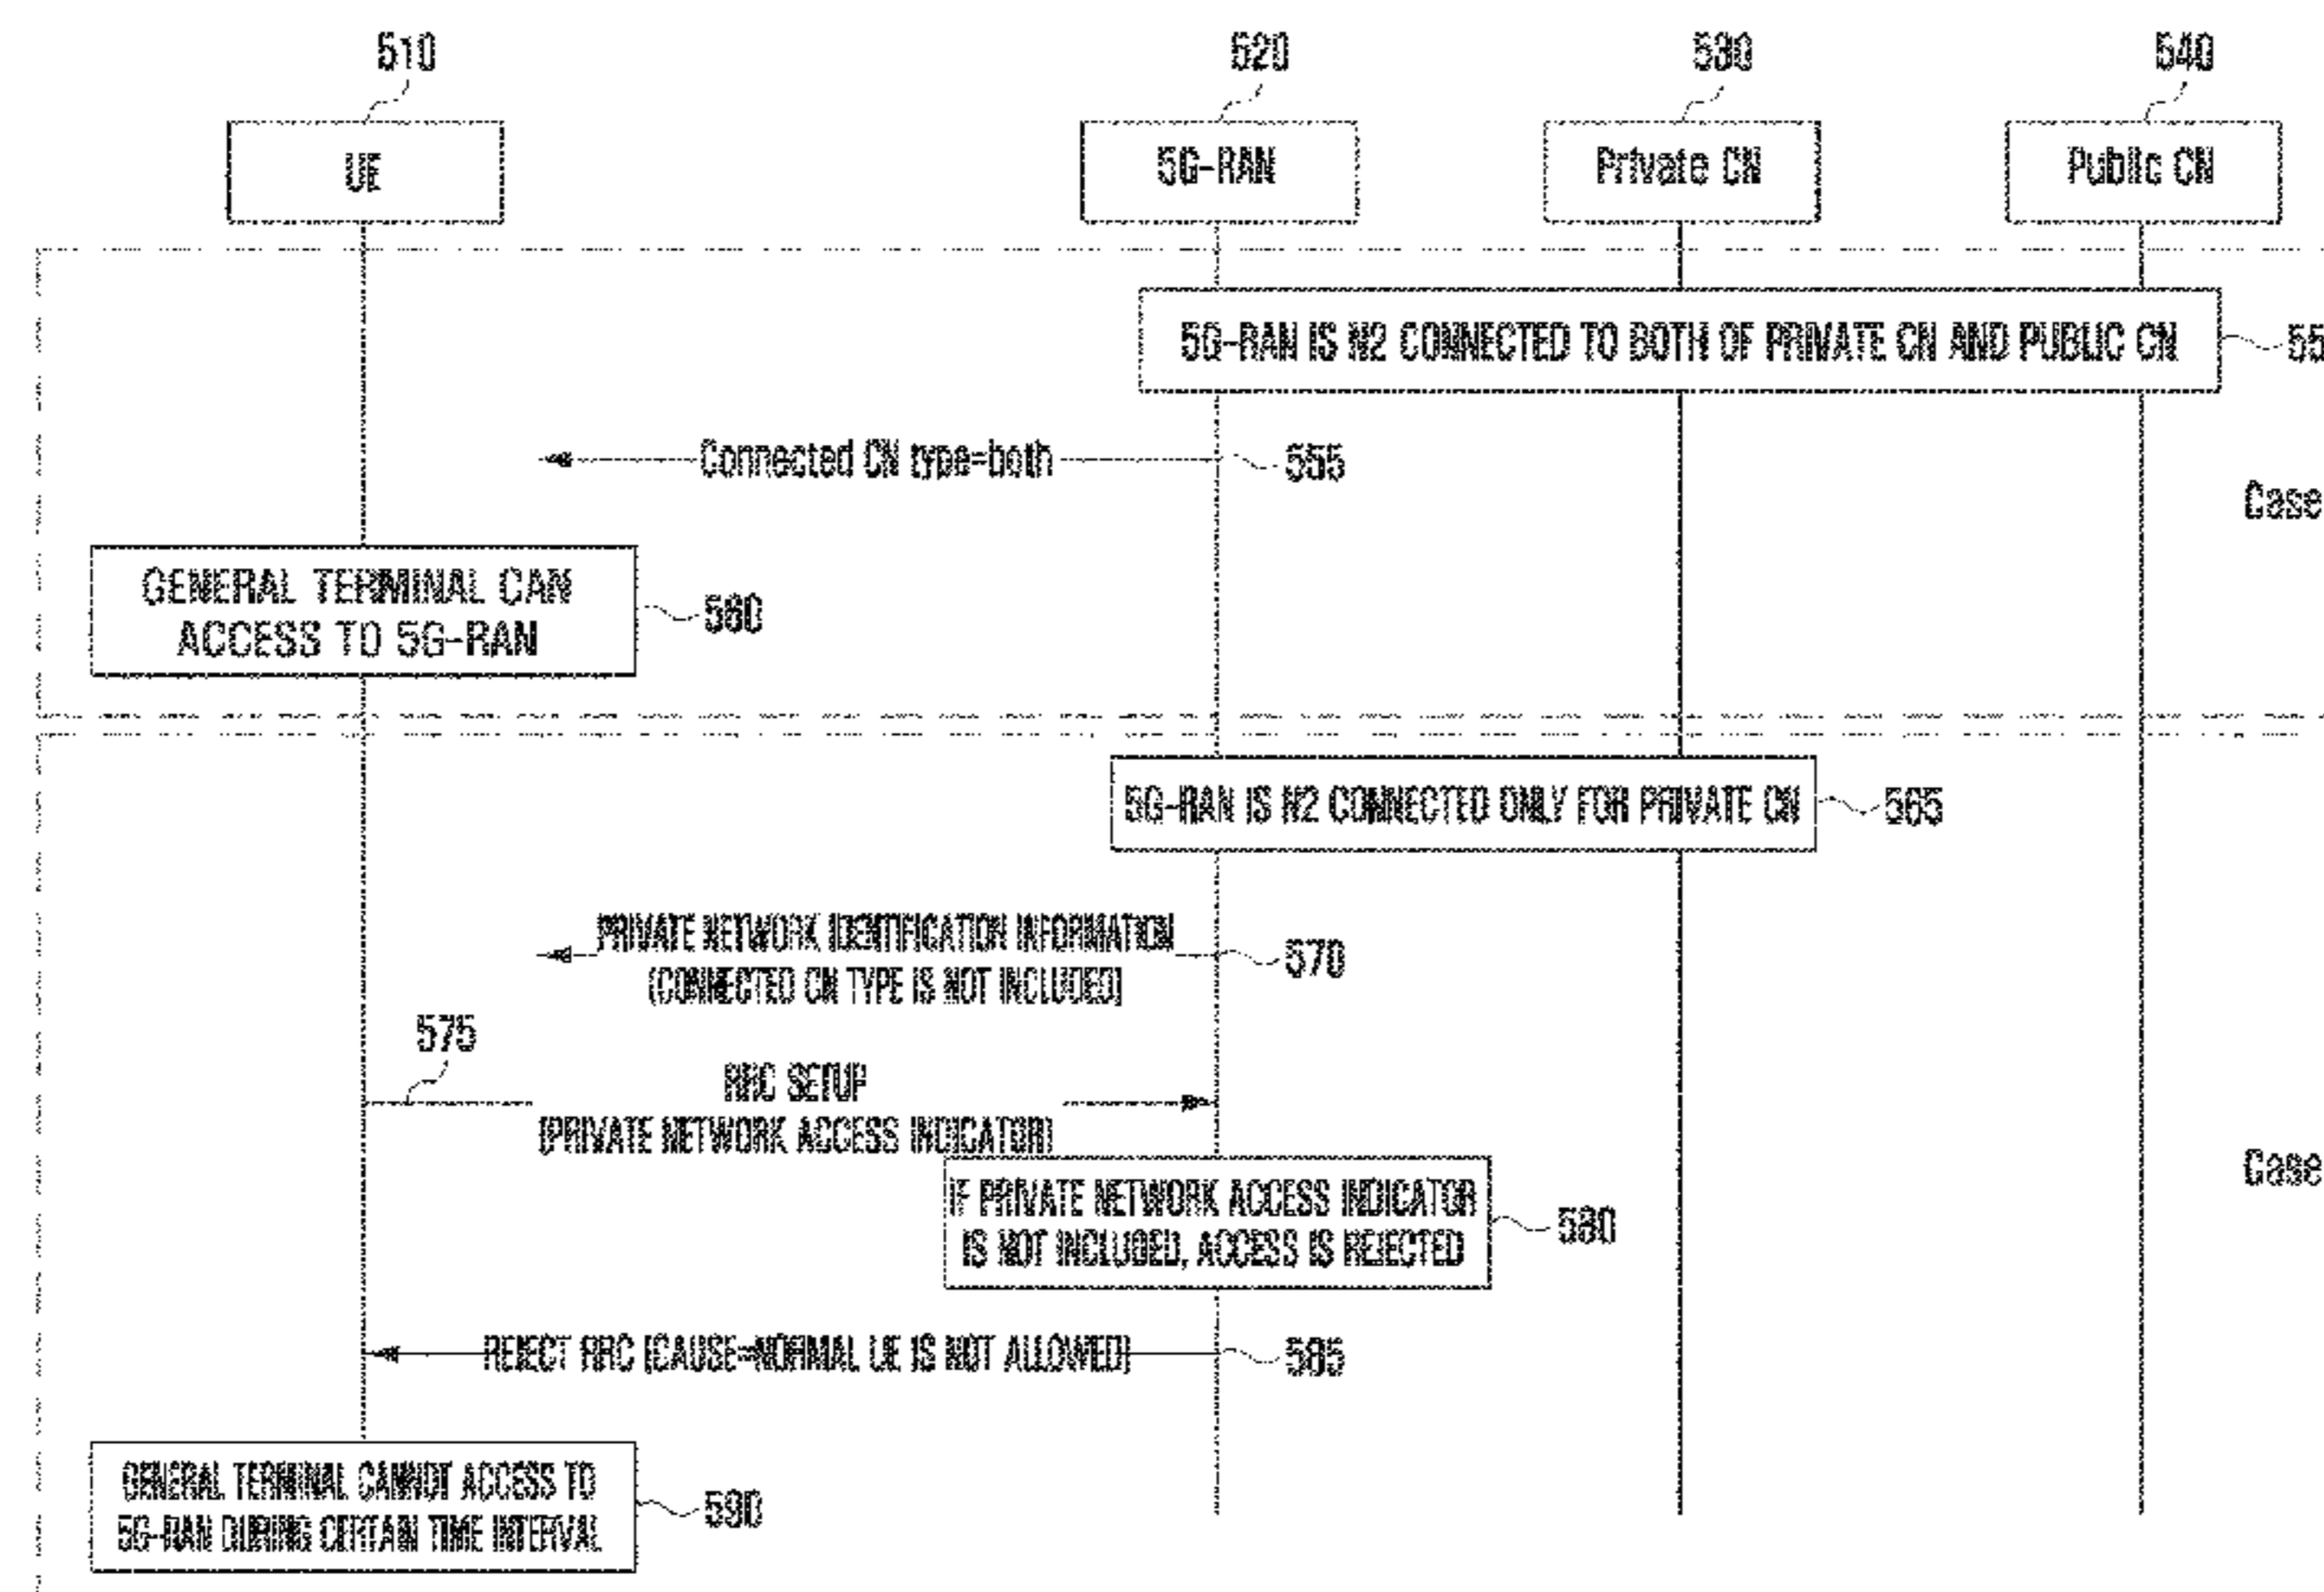 510
520
530
540
UE
5G-RAN
Private CN
Public CN
5G-RAN IS N2 CONNECTED TO BOTH OF PRIVATE CN AND PUBLIC CN
55
Connected CN type=both
555
Case
GENERAL TERMINAL CAN
ACCESS TO 5G-RAN
560
5G-RAN IS N2 CONNECTED ONLY FOR PRIVATE CN
565
PRIVATE NETWORK IDENTIFICATION INFORMATION
(CONNECTED CN TYPE IS NOT INCLUDED)
570
575
RRC SETUP
(PRIVATE NETWORK ACCESS INDICATOR)
Case
IF PRIVATE NETWORK ACCESS INDICATOR
IS NOT INCLUDED, ACCESS IS REJECTED
580
REJECT RRC (CAUSE=NORMAL UE IS NOT ALLOWED)
585
GENERAL TERMINAL CANNOT ACCESS TO
5G-RAN DURING CERTAIN TIME INTERVAL
590